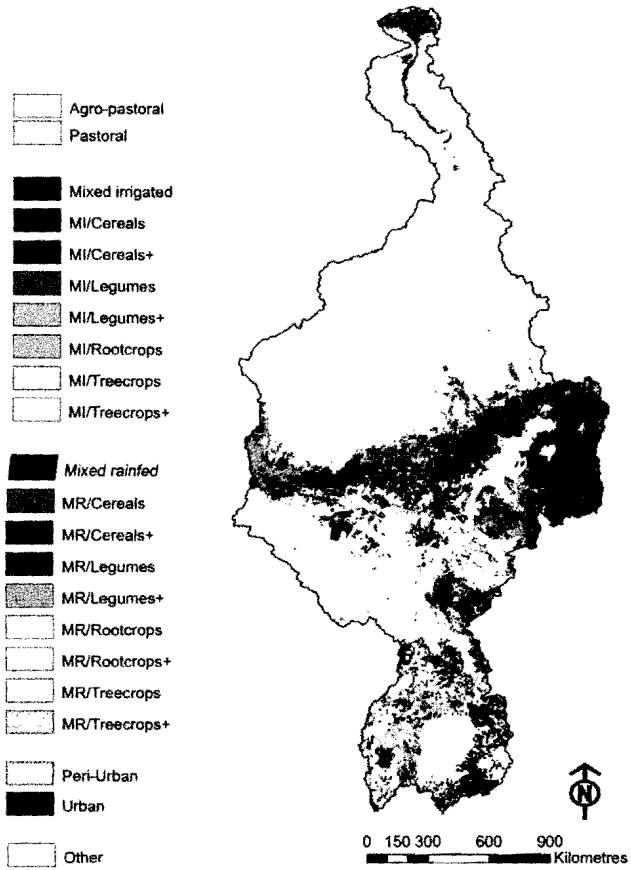 Agro-pastoral
Pastoral
Mixed irrigated
MI/Cereals
MI/Cereals+
MI/Legumes
MI/Legumes+
MI/Rootcrops
MI/Treecrops
MI/Treecrops+
Mixed rainfed
MR/Cereals
MR/Cereals+
MR/Legumes
MR/Legumes+
MR/Rootcrops
MR/Rootcrops+
MR/Treecrops
MR/Treecrops+
Peri-Urban
Urban
Other
N
0 150 300 600 900
Kilometres